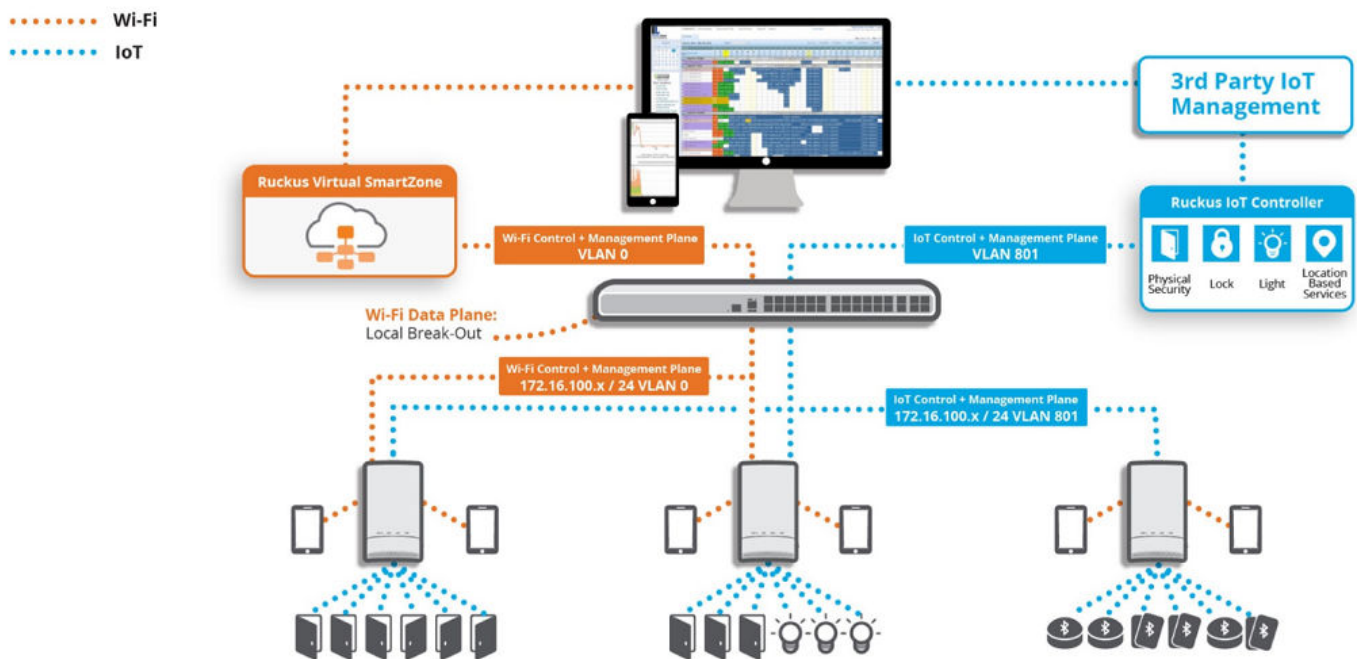 Wi-Fi
IoT
3rd Party IoT
Management
Ruckus Virtual SmartZone
Ruckus IoT Controller
Physical
Security
Lock
Light
Location
Based
Services
Wi-Fi Control + Management Plane
VLAN 0
IoT Control + Management Plane
VLAN 801
Wi-Fi Data Plane:
Local Break-Out
Wi-Fi Control + Management Plane
172.16.100.x / 24 VLAN 0
IoT Control + Management Plane
172.16.100.x / 24 VLAN 801